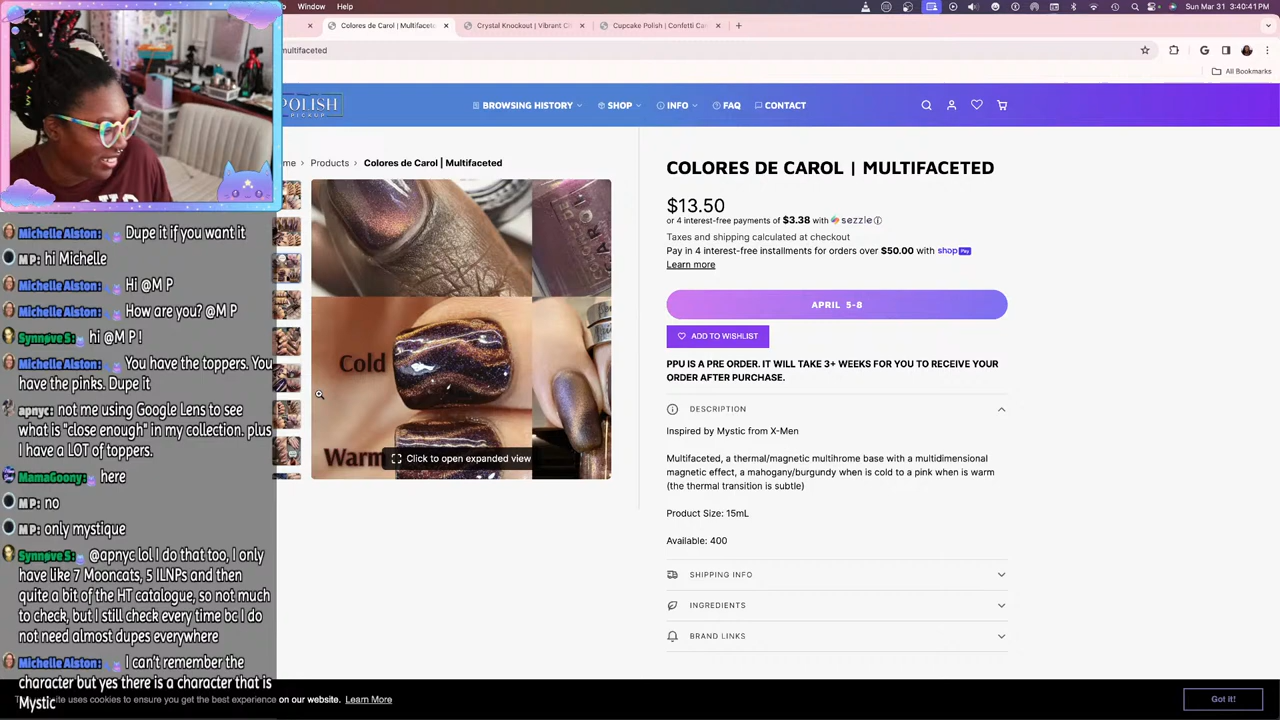 Window Help
Sun Mar 31 3:40:41 PM
Colores de Carol | Multifaceted ×
Crystal Knockout | Vibrant C ×
Cupcake Polish | Confetti Ca ×
multifaceted
All Bookmarks
POLISH
PICKUP
BROWSING HISTORY
SHOP
INFO
FAQ
CONTACT
Products › Colores de Carol | Multifaceted
Cold
Warm
Click to open expanded view
COLORES DE CAROL | MULTIFACETED
$13.50
or 4 interest-free payments of $3.38 with sezzle
Taxes and shipping calculated at checkout
Pay in 4 interest-free installments for orders over $50.00 with shop Pay
Learn more
APRIL 5-8
ADD TO WISHLIST
PPU IS A PRE ORDER. IT WILL TAKE 3+ WEEKS FOR YOU TO RECEIVE YOUR
ORDER AFTER PURCHASE.
DESCRIPTION
Inspired by Mystic from X-Men
Multifaceted, a thermal/magnetic multihrome base with a multidimensional
magnetic effect, a mahogany/burgundy when is cold to a pink when is warm
(the thermal transition is subtle)
Product Size: 15mL
Available: 400
SHIPPING INFO
INGREDIENTS
BRAND LINKS
Michelle Alston: Dupe it if you want it
M P: hi Michelle
Michelle Alston: Hi @M P
Michelle Alston: How are you? @M P
Synnøve S: hi @M P !
Michelle Alston: You have the toppers. You
have the pinks. Dupe it
apnyc: not me using Google Lens to see
what is "close enough" in my collection. plus
I have a LOT of toppers.
MamaGoony: here
M P: no
M P: only mystique
Synnøve S: @apnyc lol I do that too, I only
have like 7 Mooncats, 5 ILNPs and then
quite a bit of the HT catalogue, so not much
to check, but I still check every time bc I do
not need almost dupes everywhere
Michelle Alston: I can't remember the
character but yes there is a character that is
Mystic
site uses cookies to ensure you get the best experience on our website. Learn More
Got it!